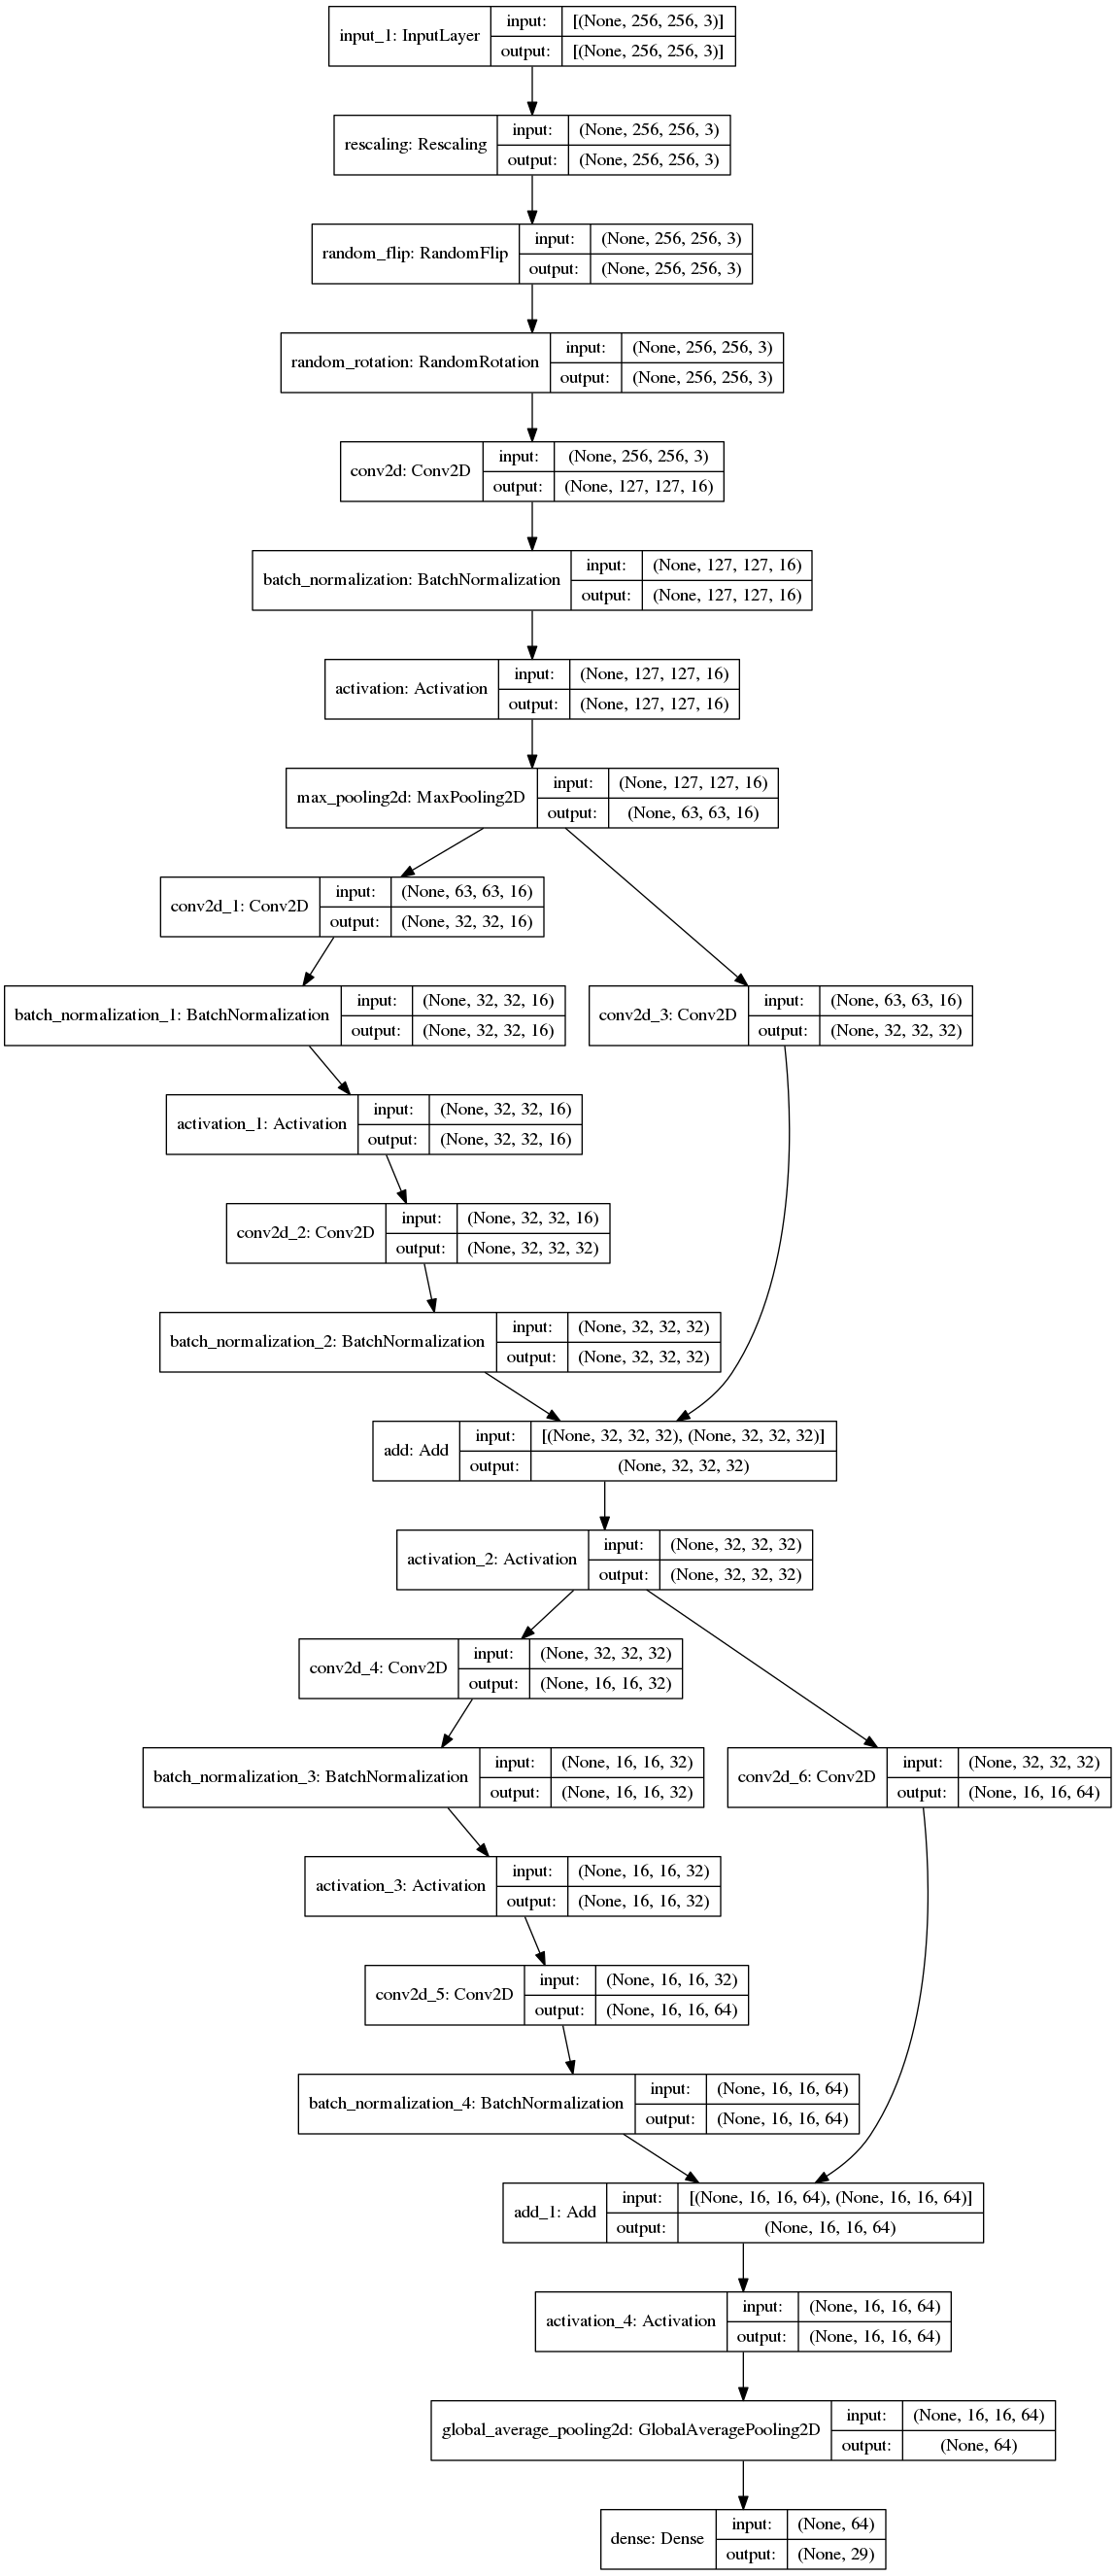 input_1: InputLayer
input: [(None, 256, 256, 3)]
output: [(None, 256, 256, 3)]
rescaling: Rescaling
input: (None, 256, 256, 3)
output: (None, 256, 256, 3)
random_flip: RandomFlip
input: (None, 256, 256, 3)
output: (None, 256, 256, 3)
random_rotation: RandomRotation
input: (None, 256, 256, 3)
output: (None, 256, 256, 3)
conv2d: Conv2D
input: (None, 256, 256, 3)
output: (None, 127, 127, 16)
batch_normalization: BatchNormalization
input: (None, 127, 127, 16)
output: (None, 127, 127, 16)
activation: Activation
input: (None, 127, 127, 16)
output: (None, 127, 127, 16)
max_pooling2d: MaxPooling2D
input: (None, 127, 127, 16)
output: (None, 63, 63, 16)
conv2d_1: Conv2D
input: (None, 63, 63, 16)
output: (None, 32, 32, 16)
batch_normalization_1: BatchNormalization
input: (None, 32, 32, 16)
output: (None, 32, 32, 16)
conv2d_3: Conv2D
input: (None, 63, 63, 16)
output: (None, 32, 32, 32)
activation_1: Activation
input: (None, 32, 32, 16)
output: (None, 32, 32, 16)
conv2d_2: Conv2D
input: (None, 32, 32, 16)
output: (None, 32, 32, 32)
batch_normalization_2: BatchNormalization
input: (None, 32, 32, 32)
output: (None, 32, 32, 32)
add: Add
input: [(None, 32, 32, 32), (None, 32, 32, 32)]
output: (None, 32, 32, 32)
activation_2: Activation
input: (None, 32, 32, 32)
output: (None, 32, 32, 32)
conv2d_4: Conv2D
input: (None, 32, 32, 32)
output: (None, 16, 16, 32)
batch_normalization_3: BatchNormalization
input: (None, 16, 16, 32)
output: (None, 16, 16, 32)
conv2d_6: Conv2D
input: (None, 32, 32, 32)
output: (None, 16, 16, 64)
activation_3: Activation
input: (None, 16, 16, 32)
output: (None, 16, 16, 32)
conv2d_5: Conv2D
input: (None, 16, 16, 32)
output: (None, 16, 16, 64)
batch_normalization_4: BatchNormalization
input: (None, 16, 16, 64)
output: (None, 16, 16, 64)
add_1: Add
input: [(None, 16, 16, 64), (None, 16, 16, 64)]
output: (None, 16, 16, 64)
activation_4: Activation
input: (None, 16, 16, 64)
output: (None, 16, 16, 64)
global_average_pooling2d: GlobalAveragePooling2D
input: (None, 16, 16, 64)
output: (None, 64)
dense: Dense
input: (None, 64)
output: (None, 29)